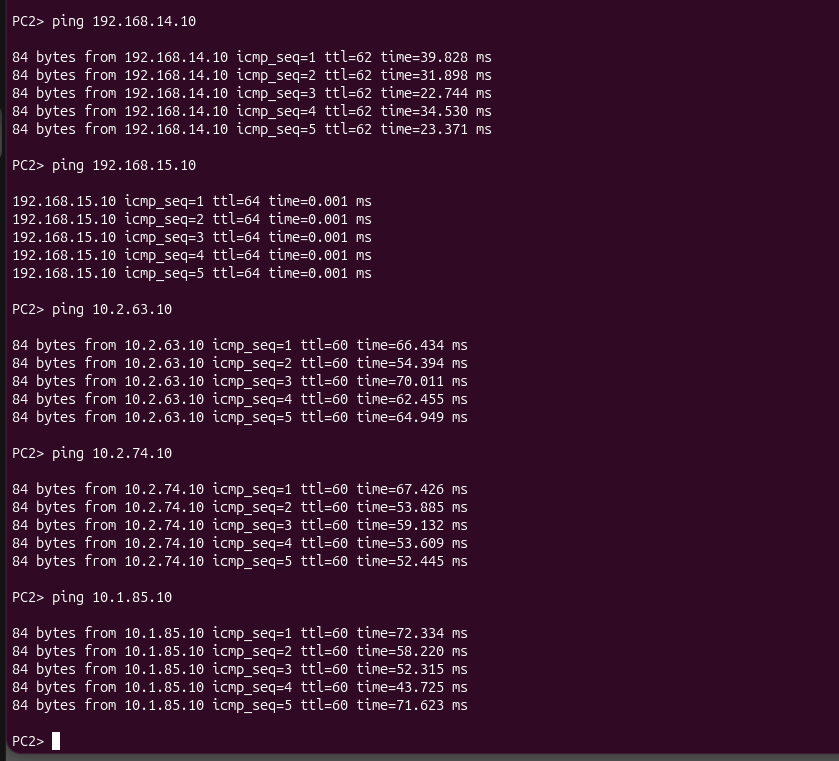 PC2> ping 192.168.14.10
84 bytes from 192.168.14.10 icmp_seq=1 ttl=62 time=39.828 ms
84 bytes from 192.168.14.10 icmp_seq=2 ttl=62 time=31.898 ms
84 bytes from 192.168.14.10 icmp_seq=3 ttl=62 time=22.744 ms
84 bytes from 192.168.14.10 icmp_seq=4 ttl=62 time=34.530 ms
84 bytes from 192.168.14.10 icmp_seq=5 ttl=62 time=23.371 ms
PC2> ping 192.168.15.10
192.168.15.10 icmp_seq=1 ttl=64 time=0.001 ms
192.168.15.10 icmp_seq=2 ttl=64 time=0.001 ms
192.168.15.10 icmp_seq=3 ttl=64 time=0.001 ms
192.168.15.10 icmp_seq=4 ttl=64 time=0.001 ms
192.168.15.10 icmp_seq=5 ttl=64 time=0.001 ms
PC2> ping 10.2.63.10
84 bytes from 10.2.63.10 icmp_seq=1 ttl=60 time=66.434 ms
84 bytes from 10.2.63.10 icmp_seq=2 ttl=60 time=54.394 ms
84 bytes from 10.2.63.10 icmp_seq=3 ttl=60 time=70.011 ms
84 bytes from 10.2.63.10 icmp_seq=4 ttl=60 time=62.455 ms
84 bytes from 10.2.63.10 icmp_seq=5 ttl=60 time=64.949 ms
PC2> ping 10.2.74.10
84 bytes from 10.2.74.10 icmp_seq=1 ttl=60 time=67.426 ms
84 bytes from 10.2.74.10 icmp_seq=2 ttl=60 time=53.885 ms
84 bytes from 10.2.74.10 icmp_seq=3 ttl=60 time=59.132 ms
84 bytes from 10.2.74.10 icmp_seq=4 ttl=60 time=53.609 ms
84 bytes from 10.2.74.10 icmp_seq=5 ttl=60 time=52.445 ms
PC2> ping 10.1.85.10
84 bytes from 10.1.85.10 icmp_seq=1 ttl=60 time=72.334 ms
84 bytes from 10.1.85.10 icmp_seq=2 ttl=60 time=58.220 ms
84 bytes from 10.1.85.10 icmp_seq=3 ttl=60 time=52.315 ms
84 bytes from 10.1.85.10 icmp_seq=4 ttl=60 time=43.725 ms
84 bytes from 10.1.85.10 icmp_seq=5 ttl=60 time=71.623 ms
PC2>